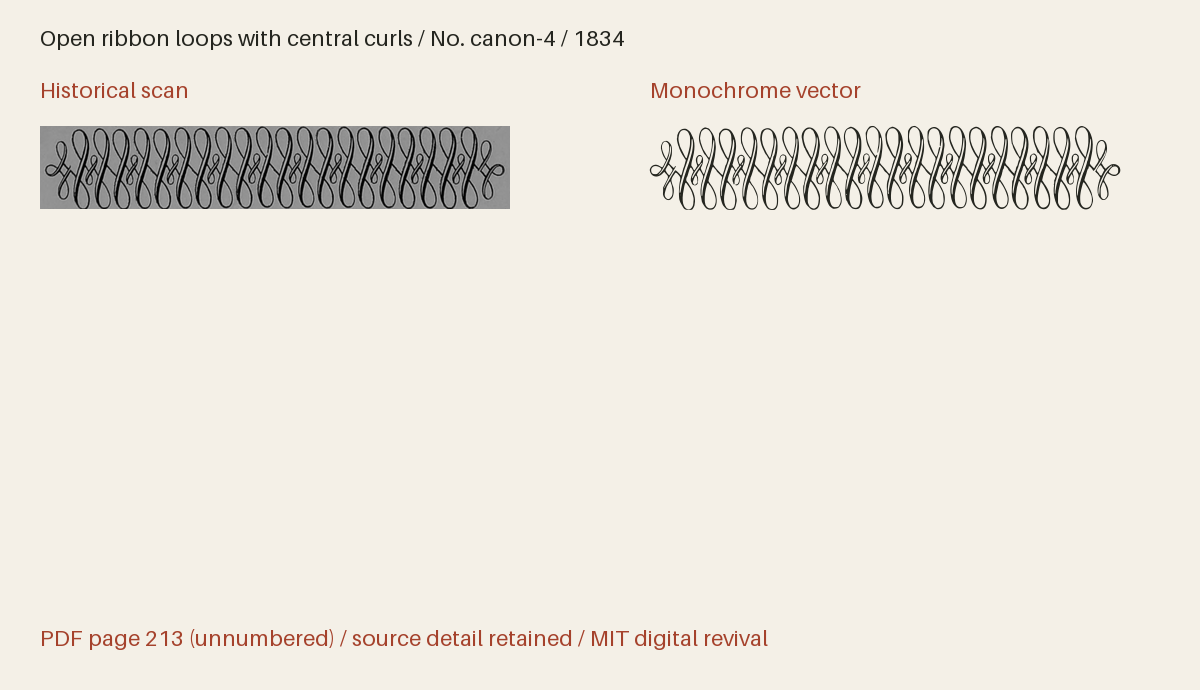 Open ribbon loops with central curls / No. canon-4 / 1834
Historical scan
Monochrome vector
PDF page 213 (unnumbered) / source detail retained / MIT digital revival